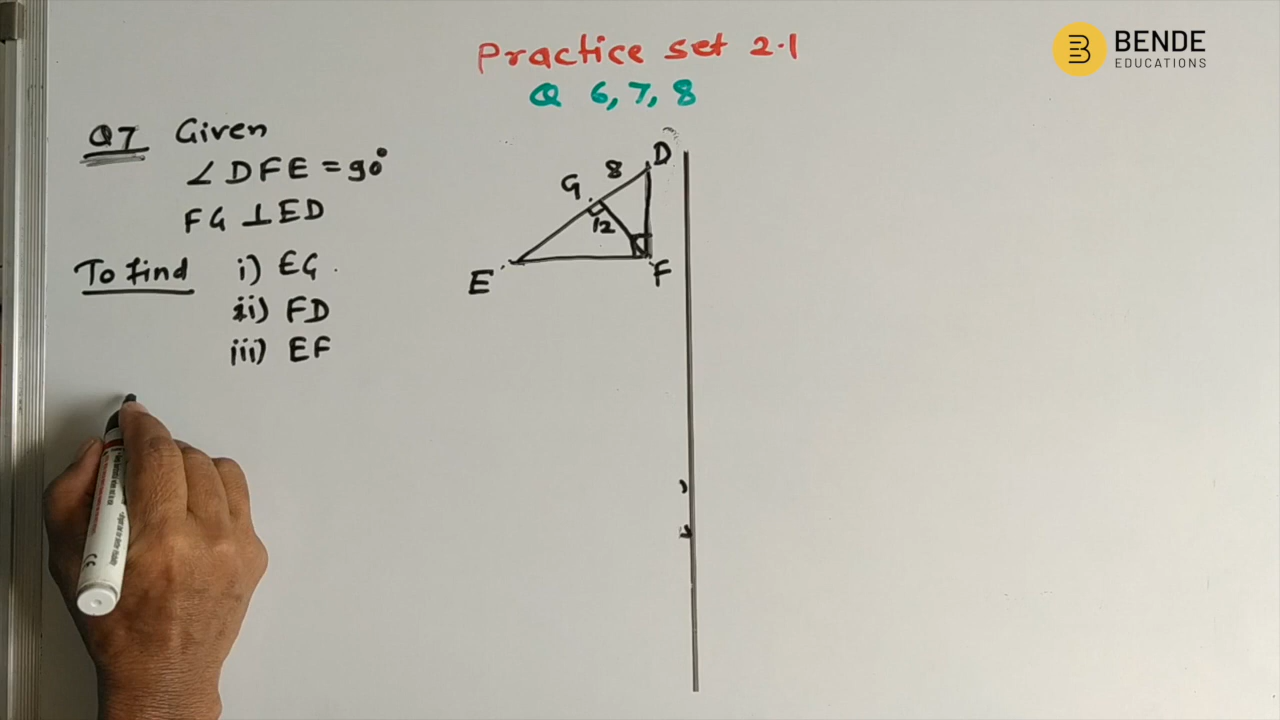 Practice set 2.1
Q 6, 7, 8
BENDE
EDUCATIONS
Q7 Given
∠DFE = 90°
FG ⊥ ED
To find i) EG
ii) FD
iii) EF
D
8
G
12
E
F